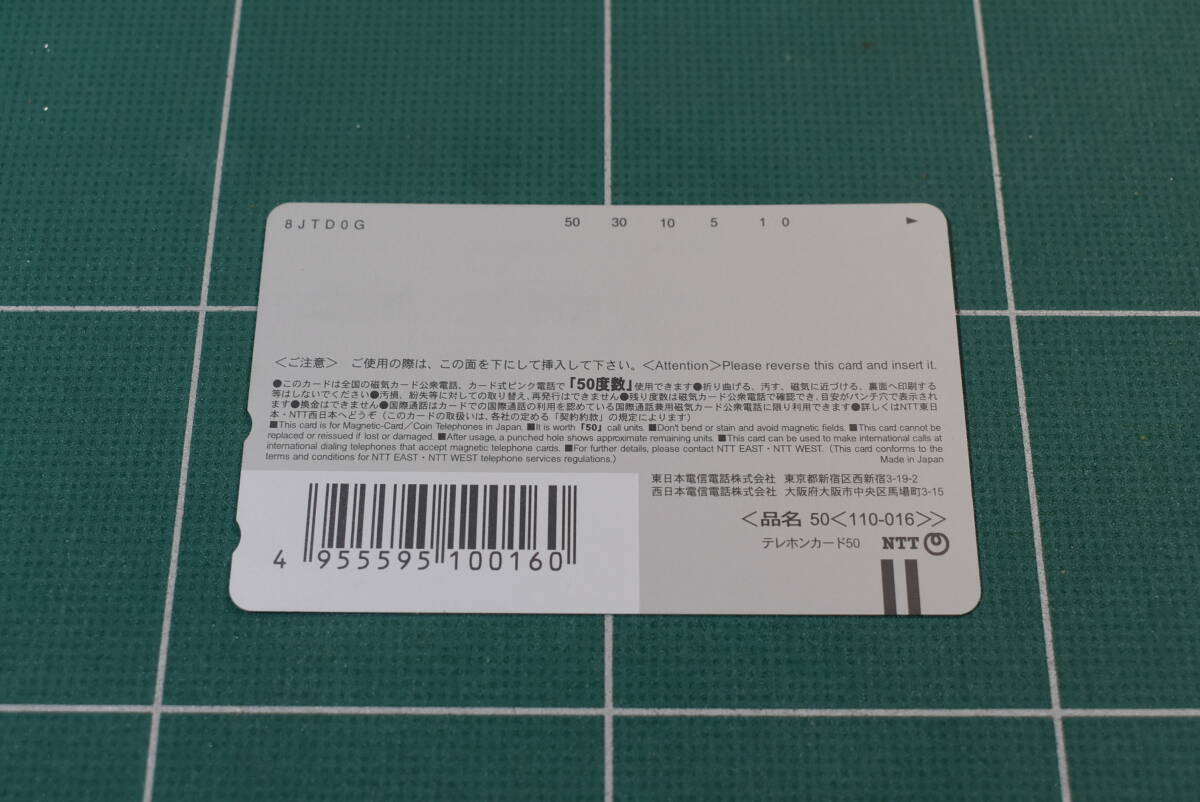 8JTD0G 50 30 10 5 1 0
＜ご注意＞ ご使用の際は、この面を下にして挿入して下さい。＜Attention＞Please reverse this card and insert it.
●このカードは全国の磁気カード公衆電話、カード式ピンク電話で「50度数」使用できます●折り曲げる、汚す、磁気に近づける、裏面へ印刷する
等はしないでください●汚損、紛失等に対しての取り替え、再発行はできません●残り度数は磁気カード公衆電話で確認でき、目安がパンチ穴で表示され
ます●換金はできません●国際通話はカードでの国際通話の利用を認めている国際通話兼用磁気カード公衆電話に限り利用できます●詳しくはNTT東日
本・NTT西日本へどうぞ（このカードの取扱いは、各社の定める「契約約款」の規定によります）
■This card is for Magnetic-Card／Coin Telephones in Japan. ■It is worth「50」call units. ■Don't bend or stain and avoid magnetic fields. ■This card cannot be
replaced or reissued if lost or damaged. ■After usage, a punched hole shows approximate remaining units. ■This card can be used to make international calls at
international dialing telephones that accept magnetic telephone cards. ■For further details, please contact NTT EAST・NTT WEST.（This card conforms to the
terms and conditions for NTT EAST・NTT WEST telephone services regulations.） Made in Japan
東日本電信電話株式会社 東京都新宿区西新宿3-19-2
西日本電信電話株式会社 大阪府大阪市中央区馬場町3-15
＜品名 50＜110-016＞＞
テレホンカード50 NTT
4 955595 100160